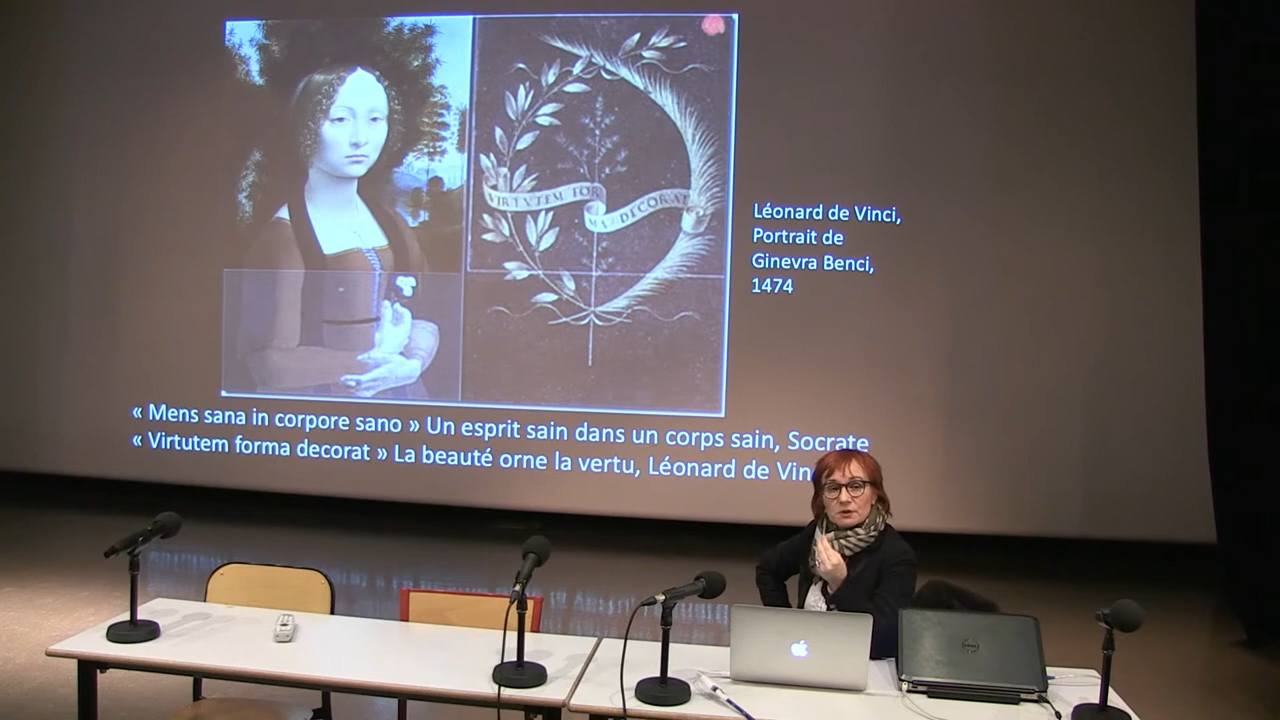 VIRTVTEM FOR
MA DECORAT
Léonard de Vinci,
Portrait de
Ginevra Benci,
1474
« Mens sana in corpore sano » Un esprit sain dans un corps sain, Socrate
« Virtutem forma decorat » La beauté orne la vertu, Léonard de Vin
DELL